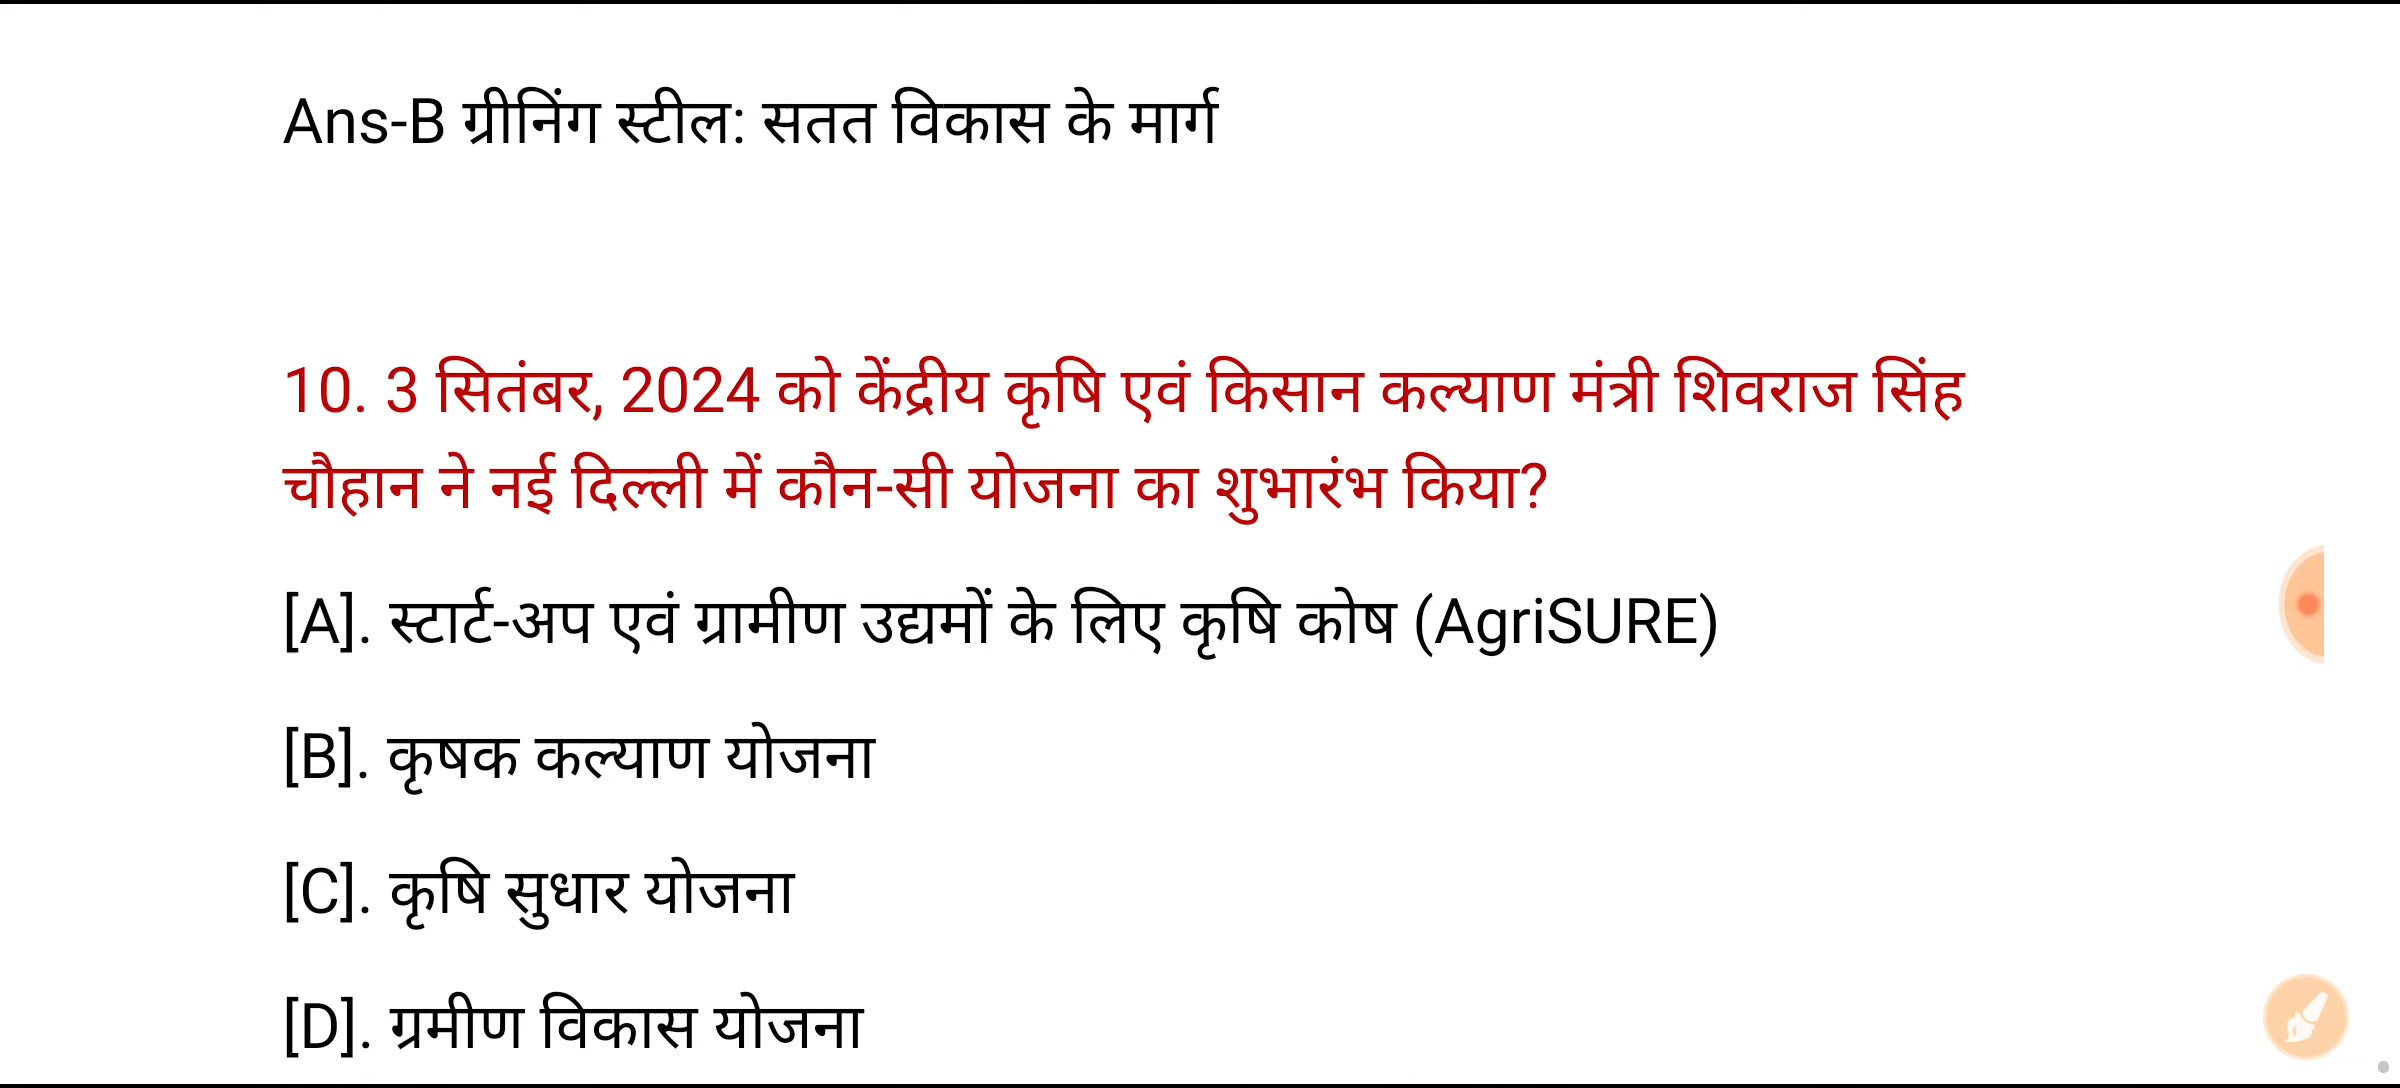 Ans-B ग्रीनिंग स्टील: सतत विकास के मार्ग
10. 3 सितंबर, 2024 को केंद्रीय कृषि एवं किसान कल्याण मंत्री शिवराज सिंह
चौहान ने नई दिल्ली में कौन-सी योजना का शुभारंभ किया?
[A]. स्टार्ट-अप एवं ग्रामीण उद्यमों के लिए कृषि कोष (AgriSURE)
[B]. कृषक कल्याण योजना
[C]. कृषि सुधार योजना
[D]. ग्रमीण विकास योजना